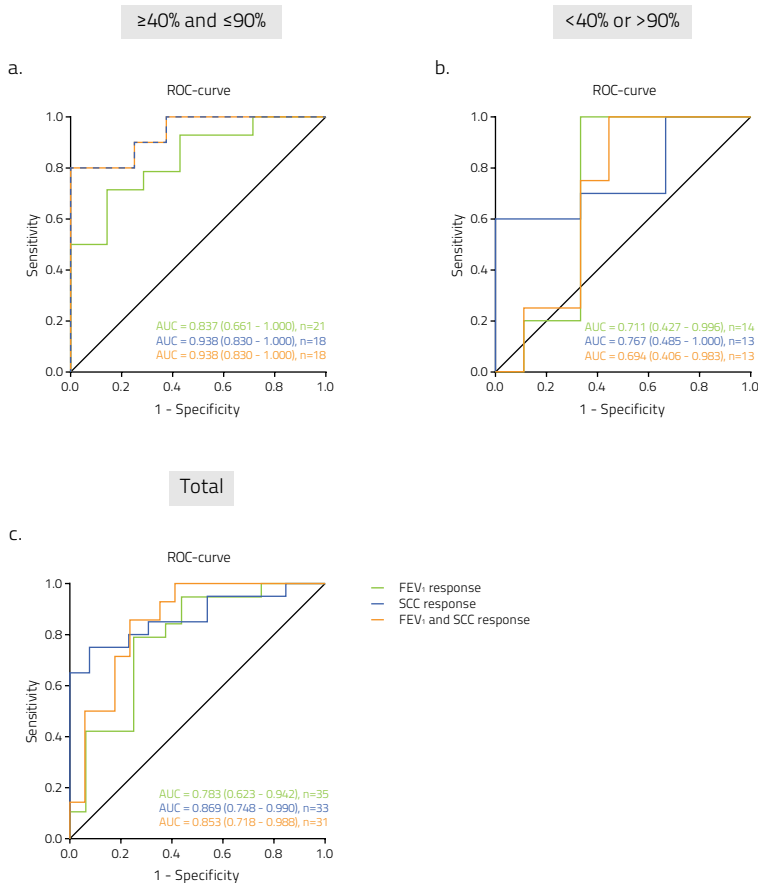 ≥40% and ≤90%
<40% or >90%
a.
ROC-curve
1.0
0.8
0.6
0.4
0.2
0.0
Sensitivity
AUC = 0.837 (0.661 - 1.000), n=21
AUC = 0.938 (0.830 - 1.000), n=18
AUC = 0.938 (0.830 - 1.000), n=18
0.0 0.2 0.4 0.6 0.8 1.0
1 - Specificity
b.
ROC-curve
1.0
0.8
0.6
0.4
0.2
0.0
Sensitivity
AUC = 0.711 (0.427 - 0.996), n=14
AUC = 0.767 (0.485 - 1.000), n=13
AUC = 0.694 (0.406 - 0.983), n=13
0.0 0.2 0.4 0.6 0.8 1.0
1 - Specificity
Total
c.
ROC-curve
1.0
0.8
0.6
0.4
0.2
0.0
Sensitivity
AUC = 0.783 (0.623 - 0.942), n=35
AUC = 0.869 (0.748 - 0.990), n=33
AUC = 0.853 (0.718 - 0.988), n=31
0.0 0.2 0.4 0.6 0.8 1.0
1 - Specificity
FEV₁ response
SCC response
FEV₁ and SCC response